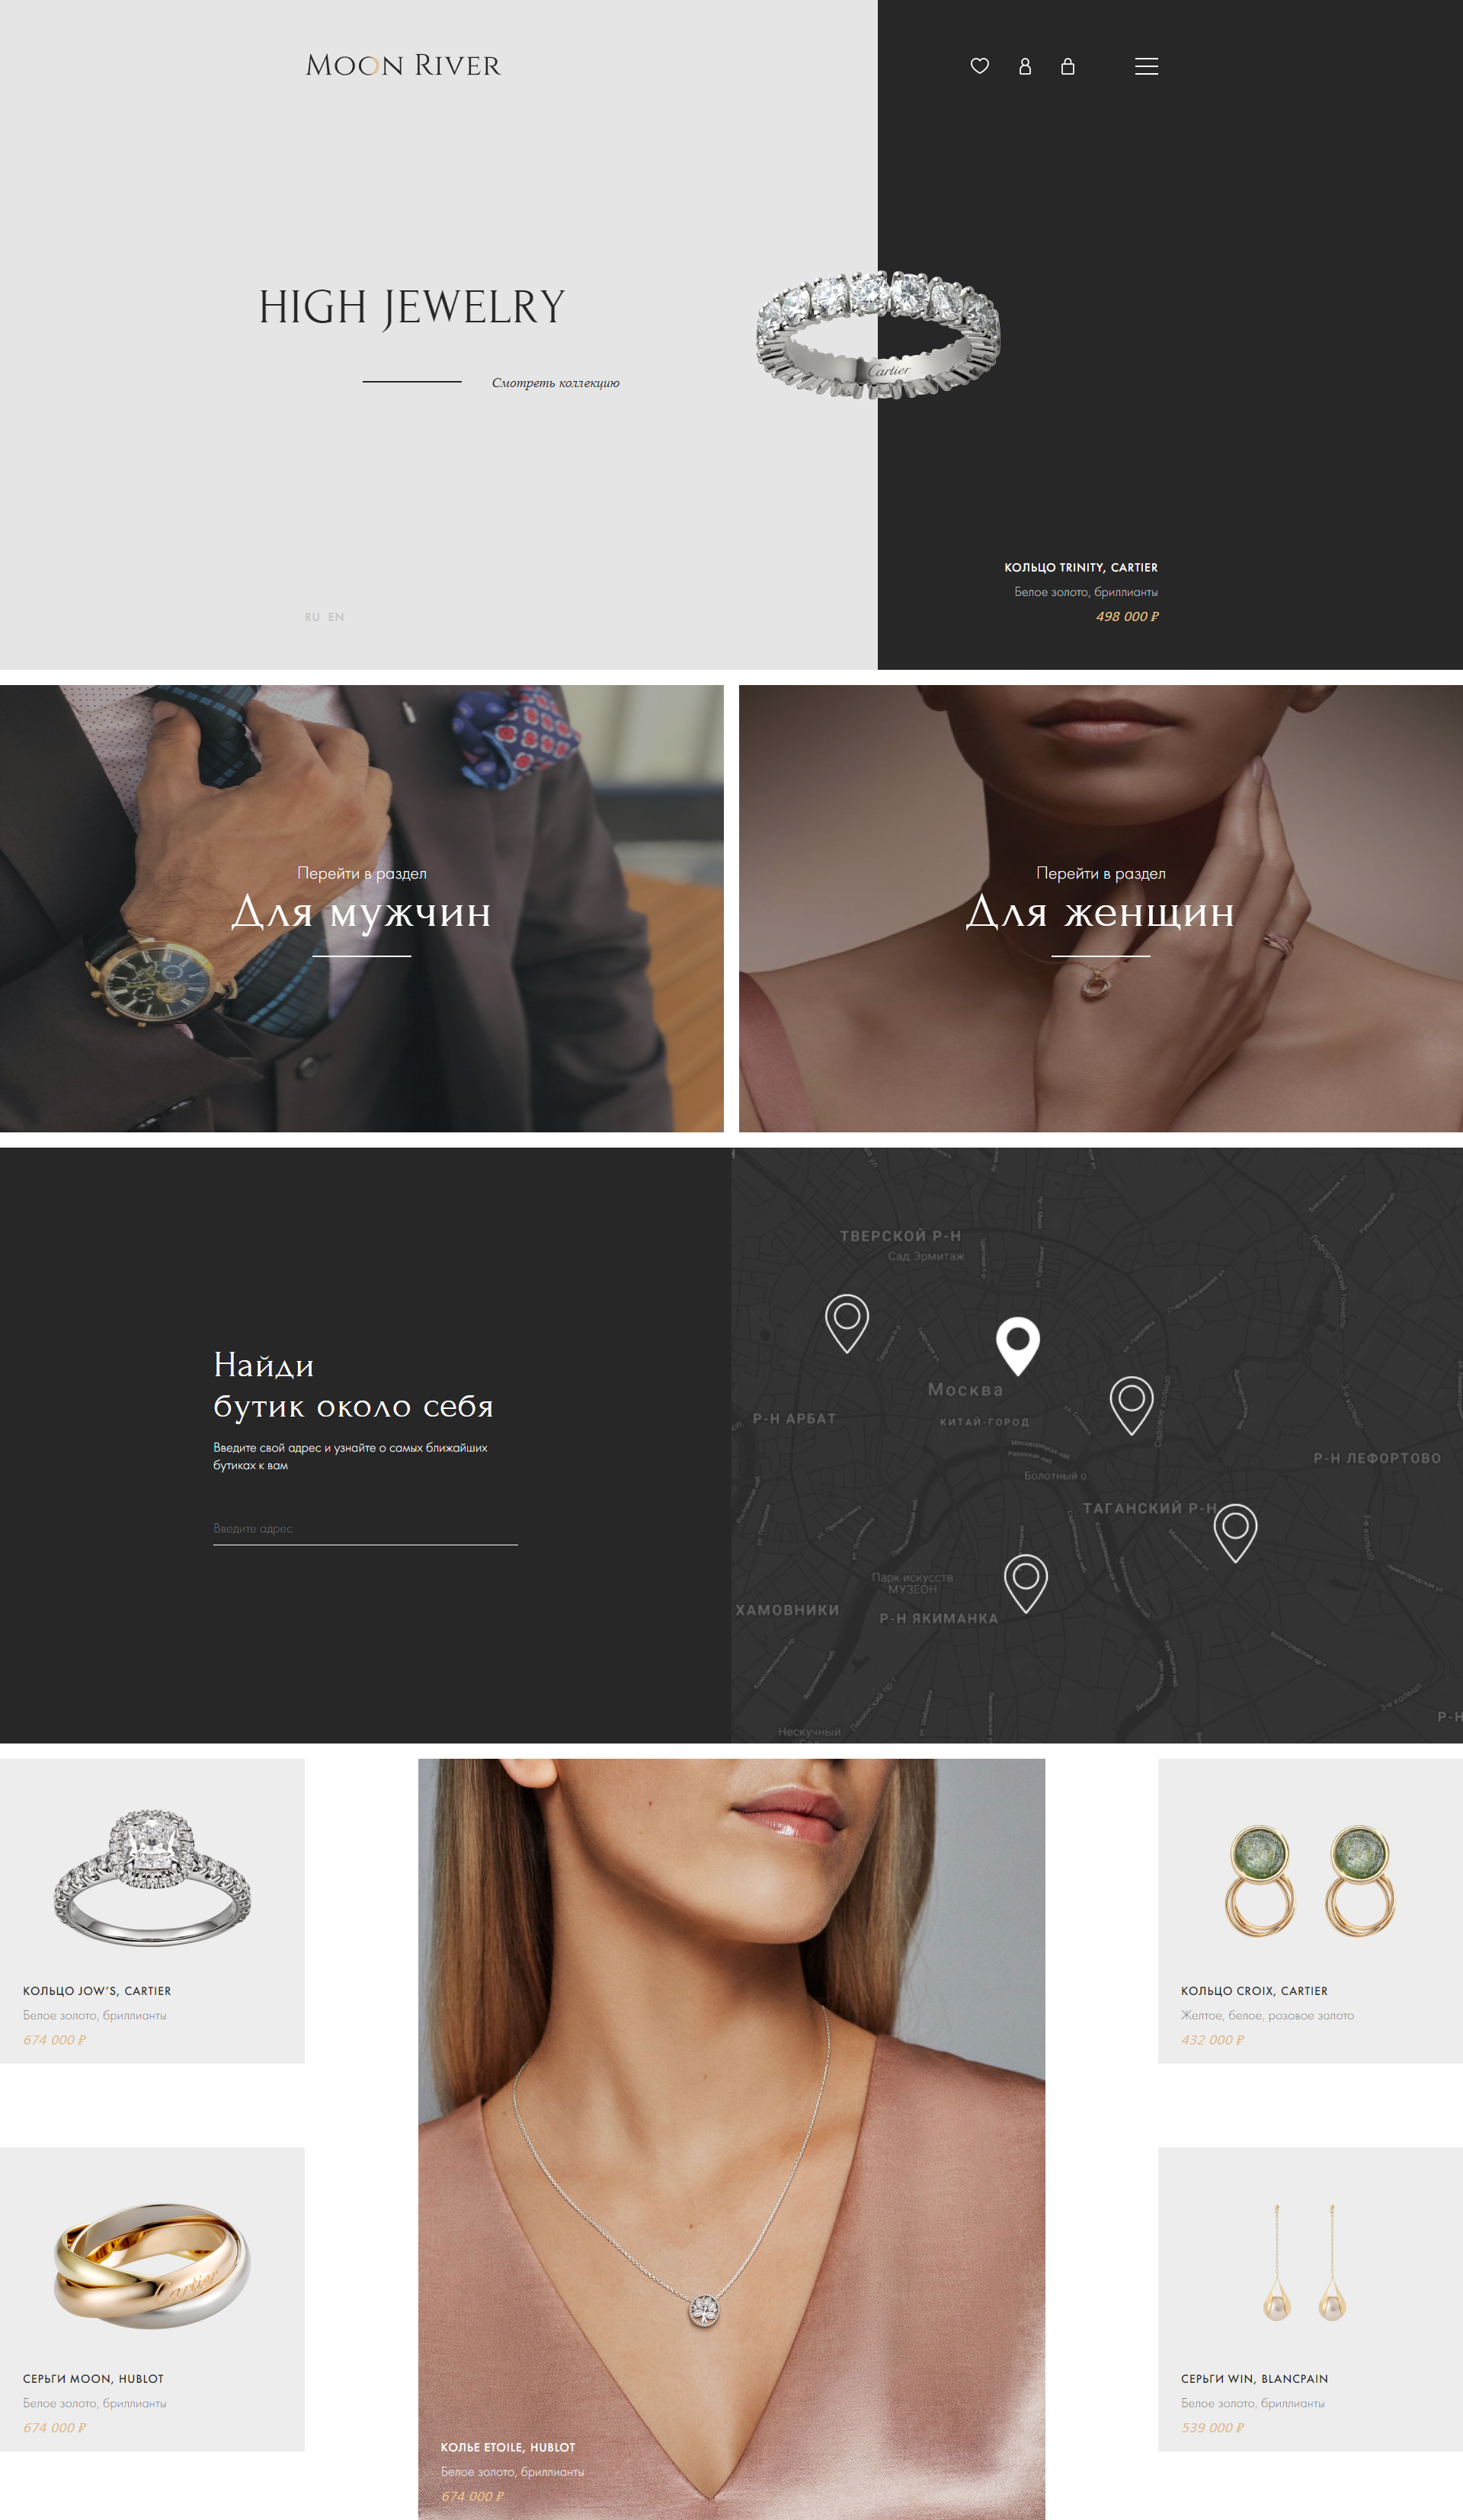 MOON RIVER
HIGH JEWELRY
Cartier
Смотреть коллекцию
КОЛЬЦО TRINITY, CARTIER
Белое золото, бриллианты
498 000 ₽
RU EN
Перейти в раздел
Для мужчин
Перейти в раздел
Для женщин
Найди
бутик около себя
Введите свой адрес и узнайте о самых ближайших
бутиках к вам
Введите адрес
ТВЕРСКОЙ Р-Н
Сад Эрмитаж
Москва
Р-Н АРБАТ
КИТАЙ-ГОРОД
Р-Н ЛЕФОРТОВО
Болотный о.
ТАГАНСКИЙ Р-Н
Парк искусств
МУЗЕОН
ХАМОВНИКИ
Р-Н ЯКИМАНКА
3-е кольцо
Нескучный
Р-Н
КОЛЬЦО JOW'S, CARTIER
Белое золото, бриллианты
674 000 ₽
КОЛЬЦО CROIX, CARTIER
Желтое, белое, розовое золото
432 000 ₽
Cartier
СЕРЬГИ MOON, HUBLOT
Белое золото, бриллианты
674 000 ₽
КОЛЬЕ ETOILE, HUBLOT
Белое золото, бриллианты
674 000 ₽
СЕРЬГИ WIN, BLANCPAIN
Белое золото, бриллианты
539 000 ₽